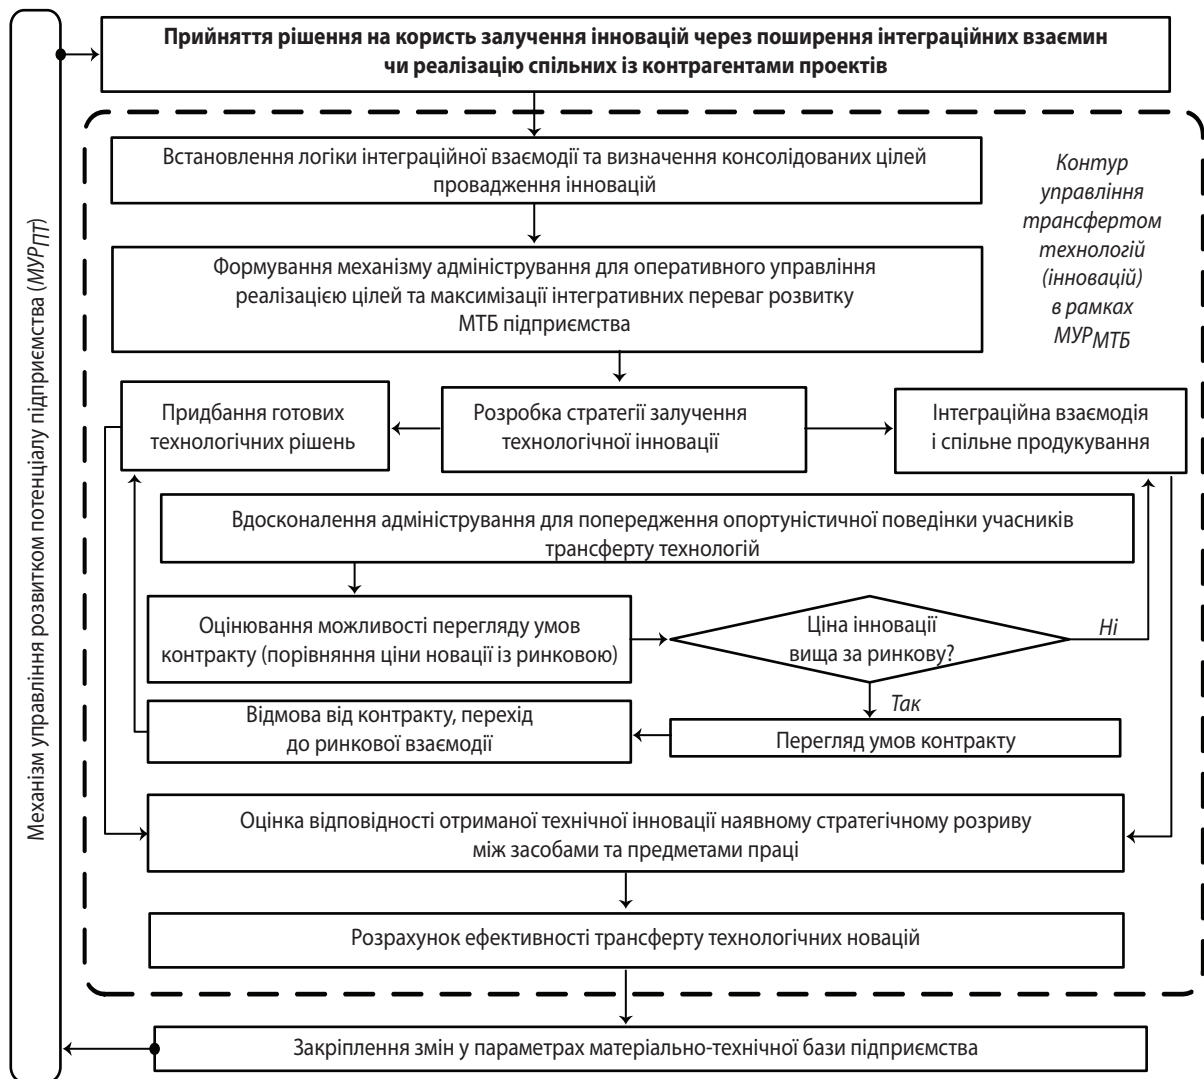 Механізм управління розвитком потенціалу підприємства (МУРПТ)
Прийняття рішення на користь залучення інновацій через поширення інтеграційних взаємин
чи реалізацію спільних із контрагентами проектів
Встановлення логіки інтеграційної взаємодії та визначення консолідованих цілей
провадження інновацій
Контур
управління
трансфертом
технологій
(інновацій)
в рамках
МУРМТБ
Формування механізму адміністрування для оперативного управління
реалізацією цілей та максимізації інтегративних переваг розвитку
МТБ підприємства
Придбання готових
технологічних рішень
Розробка стратегії залучення
технологічної інновації
Інтеграційна взаємодія
і спільне продукування
Вдосконалення адміністрування для попередження опортуністичної поведінки учасників
трансферту технологій
Оцінювання можливості перегляду умов
контракту (порівняння ціни новації із ринковою)
Ціна інновації
вища за ринкову?
Ні
Так
Відмова від контракту, перехід
до ринкової взаємодії
Перегляд умов контракту
Оцінка відповідності отриманої технічної інновації наявному стратегічному розриву
між засобами та предметами праці
Розрахунок ефективності трансферту технологічних новацій
Закріплення змін у параметрах матеріально-технічної бази підприємства